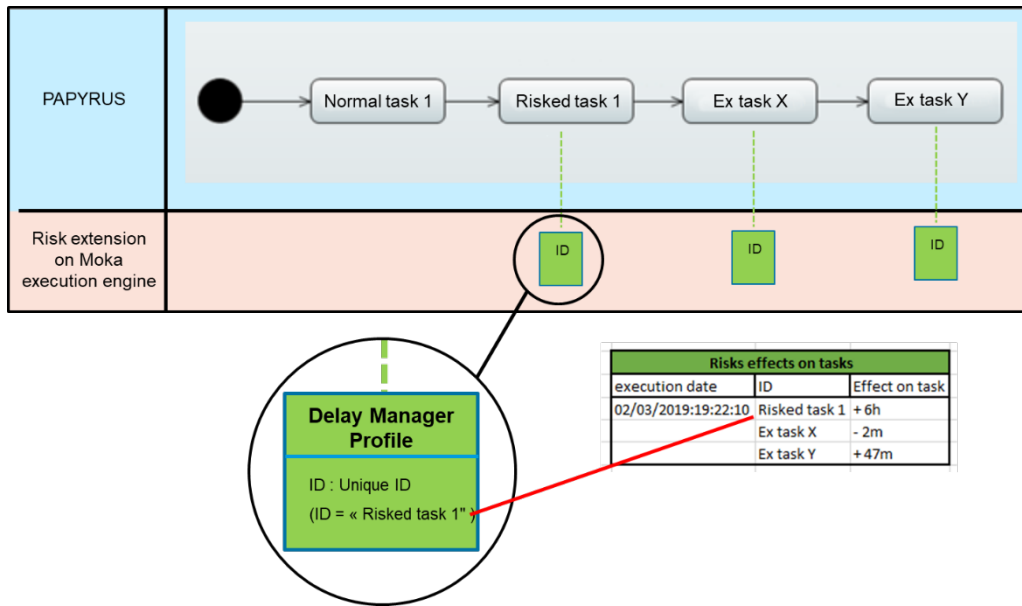 PAPYRUS
Normal task 1
Risked task 1
Ex task X
Ex task Y
Risk extension
on Moka
execution engine
ID
ID
ID
Delay Manager
Profile
ID : Unique ID
(ID = « Risked task 1" )
Risks effects on tasks
execution date ID Effect on task
02/03/2019:19:22:10 Risked task 1 + 6h
Ex task X - 2m
Ex task Y + 47m